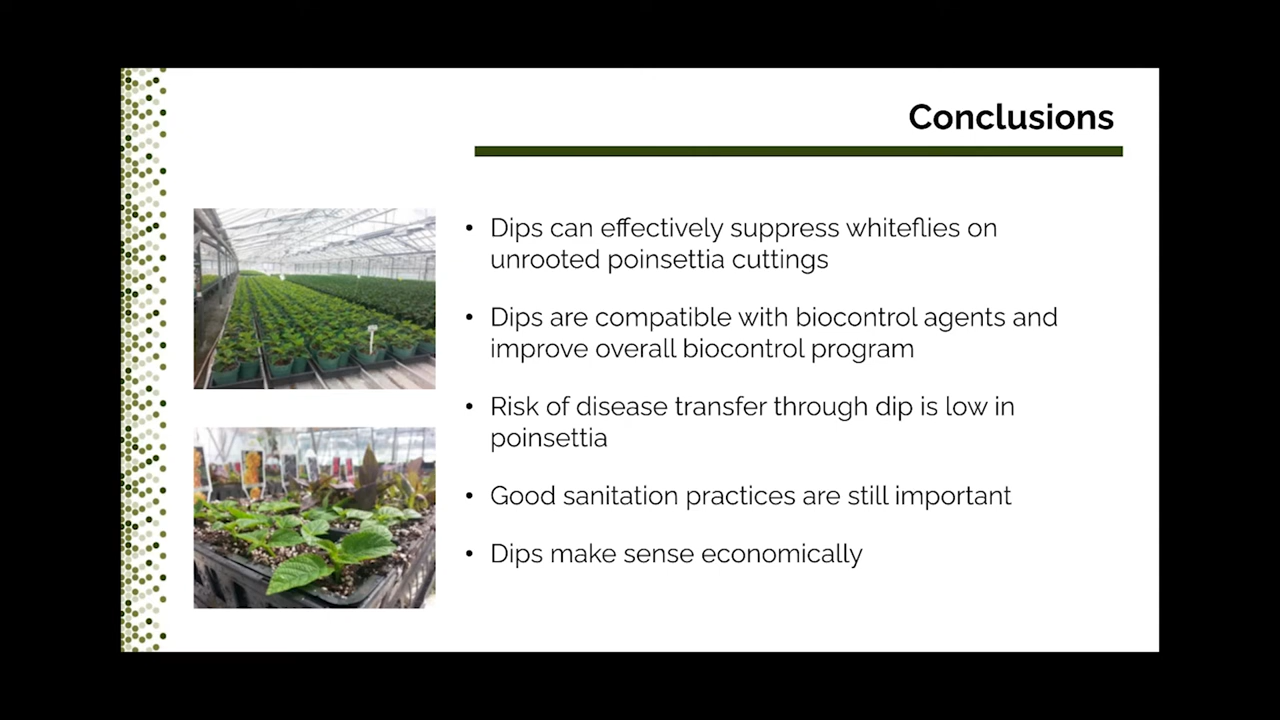 Conclusions
• Dips can effectively suppress whiteflies on
unrooted poinsettia cuttings
• Dips are compatible with biocontrol agents and
improve overall biocontrol program
• Risk of disease transfer through dip is low in
poinsettia
• Good sanitation practices are still important
• Dips make sense economically